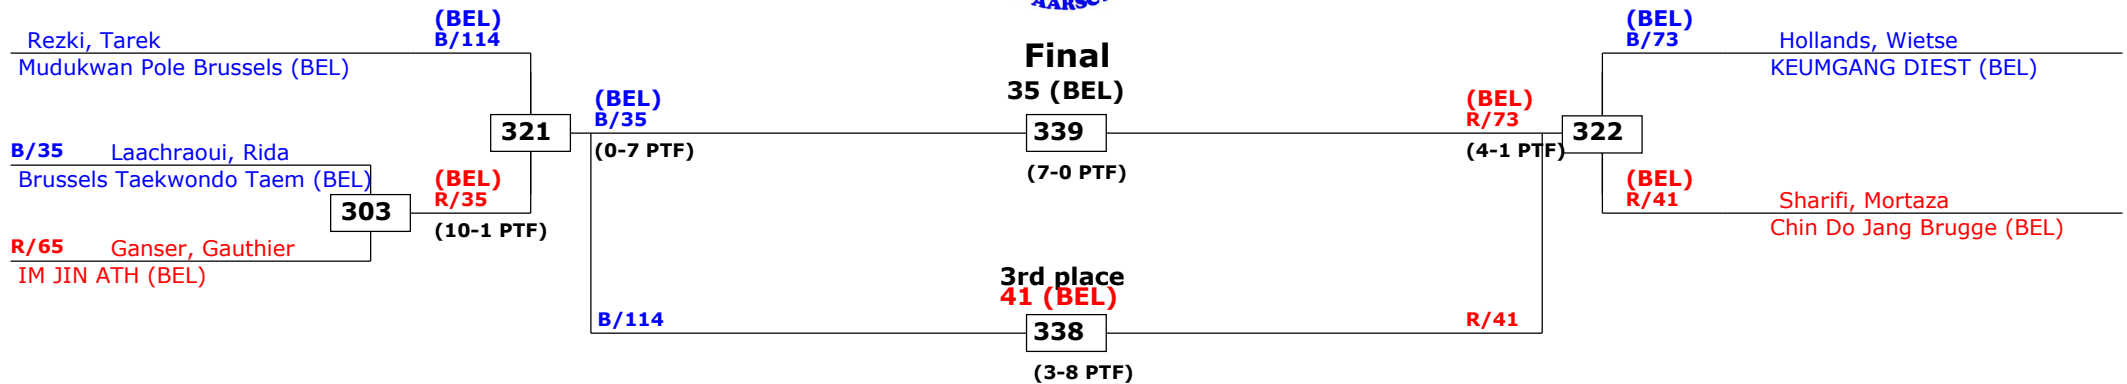 (BEL)
B/114
Rezki, Tarek
Mudukwan Pole Brussels (BEL)
B/35 Laachraoui, Rida
Brussels Taekwondo Taem (BEL)
R/65 Ganser, Gauthier
IM JIN ATH (BEL)
303
(BEL)
R/35
(10-1 PTF)
321
(BEL)
B/35
(0-7 PTF)
B/114
Final
35 (BEL)
339
(7-0 PTF)
3rd place
41 (BEL)
338
(3-8 PTF)
(BEL)
R/73
(4-1 PTF)
R/41
322
(BEL)
B/73
Hollands, Wietse
KEUMGANG DIEST (BEL)
(BEL)
R/41
Sharifi, Mortaza
Chin Do Jang Brugge (BEL)